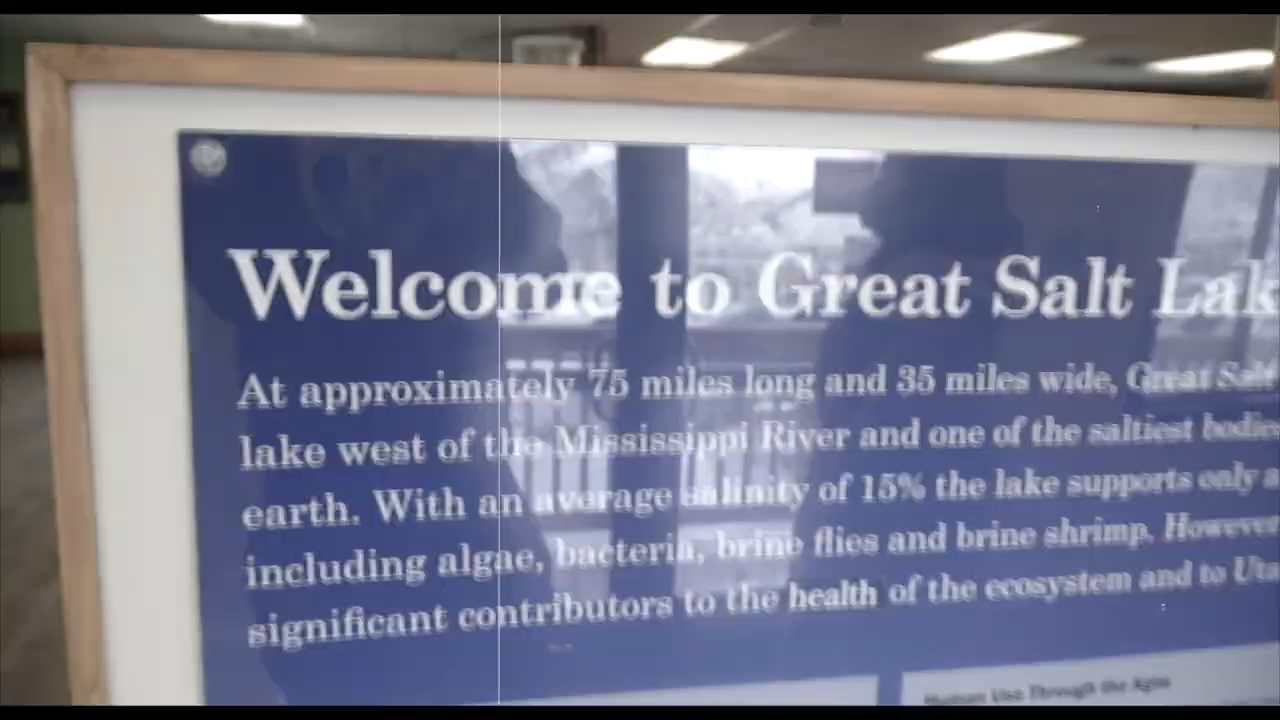 Welcome to Great Salt Lak
At approximately 75 miles long and 35 miles wide, Great Salt
lake west of the Mississippi River and one of the saltiest bodies
earth. With an average salinity of 15% the lake supports only a
including algae, bacteria, brine flies and brine shrimp. However
significant contributors to the health of the ecosystem and to Uta
Human Use Through the Ages